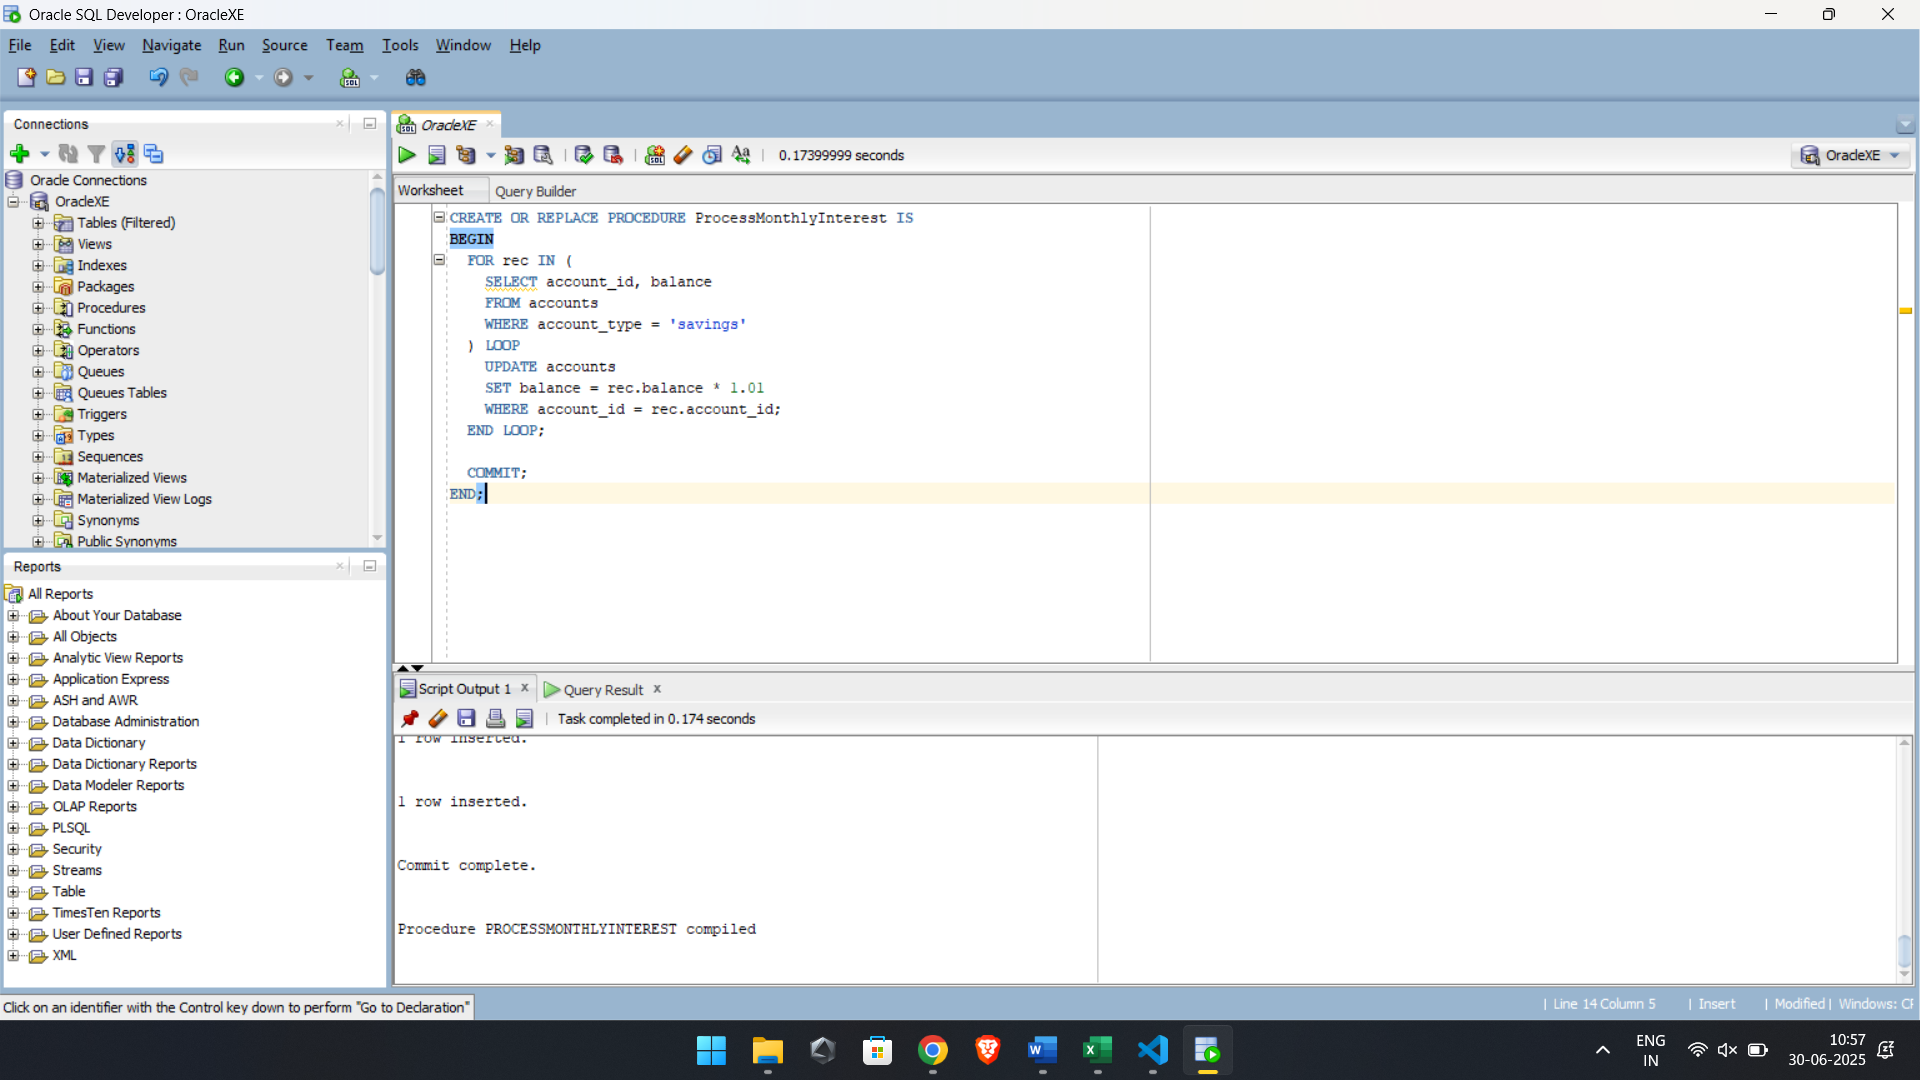 Oracle SQL Developer : OracleXE
File Edit View Navigate Run Source Team Tools Window Help
Connections
Oracle Connections
OracleXE
Tables (Filtered)
Views
Indexes
Packages
Procedures
Functions
Operators
Queues
Queues Tables
Triggers
Types
Sequences
Materialized Views
Materialized View Logs
Synonyms
Public Synonyms
Reports
All Reports
About Your Database
All Objects
Analytic View Reports
Application Express
ASH and AWR
Database Administration
Data Dictionary
Data Dictionary Reports
Data Modeler Reports
OLAP Reports
PLSQL
Security
Streams
Table
TimesTen Reports
User Defined Reports
XML
OracleXE
0.17399999 seconds
OracleXE
Worksheet Query Builder
CREATE OR REPLACE PROCEDURE ProcessMonthlyInterest IS
BEGIN
FOR rec IN (
SELECT account_id, balance
FROM accounts
WHERE account_type = 'savings'
) LOOP
UPDATE accounts
SET balance = rec.balance * 1.01
WHERE account_id = rec.account_id;
END LOOP;
COMMIT;
END;
Script Output 1 Query Result
Task completed in 0.174 seconds
1 row inserted.
1 row inserted.
Commit complete.
Procedure PROCESSMONTHLYINTEREST compiled
Click on an identifier with the Control key down to perform "Go to Declaration"
| Line 14 Column 5 | Insert | Modified | Windows: CF
ENG
IN
10:57
30-06-2025